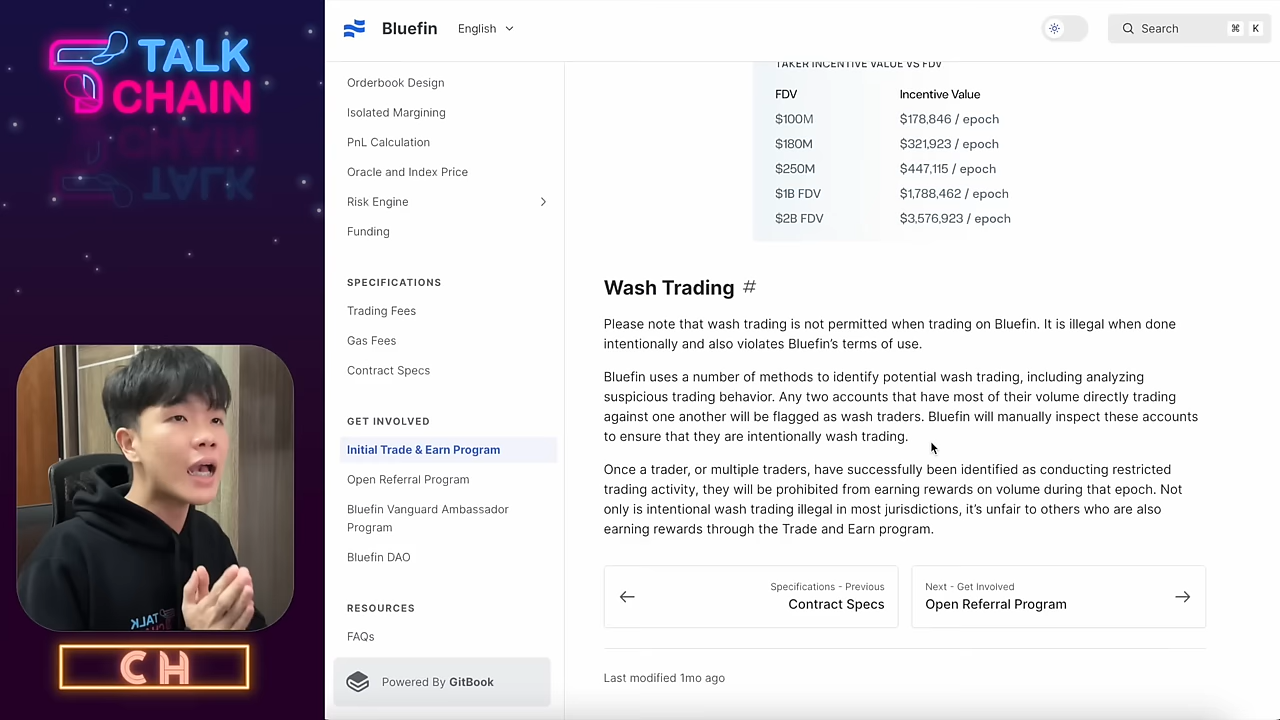 TALK
CHAIN
CH
Bluefin
English
Search
⌘ K
Orderbook Design
Isolated Margining
PnL Calculation
Oracle and Index Price
Risk Engine
Funding
SPECIFICATIONS
Trading Fees
Gas Fees
Contract Specs
GET INVOLVED
Initial Trade & Earn Program
Open Referral Program
Bluefin Vanguard Ambassador
Program
Bluefin DAO
RESOURCES
FAQs
Powered By GitBook
TAKER INCENTIVE VALUE VS FDV
FDV Incentive Value
$100M $178,846 / epoch
$180M $321,923 / epoch
$250M $447,115 / epoch
$1B FDV $1,788,462 / epoch
$2B FDV $3,576,923 / epoch
Wash Trading #
Please note that wash trading is not permitted when trading on Bluefin. It is illegal when done
intentionally and also violates Bluefin’s terms of use.
Bluefin uses a number of methods to identify potential wash trading, including analyzing
suspicious trading behavior. Any two accounts that have most of their volume directly trading
against one another will be flagged as wash traders. Bluefin will manually inspect these accounts
to ensure that they are intentionally wash trading.
Once a trader, or multiple traders, have successfully been identified as conducting restricted
trading activity, they will be prohibited from earning rewards on volume during that epoch. Not
only is intentional wash trading illegal in most jurisdictions, it’s unfair to others who are also
earning rewards through the Trade and Earn program.
Specifications - Previous
Contract Specs
Next - Get Involved
Open Referral Program
Last modified 1mo ago